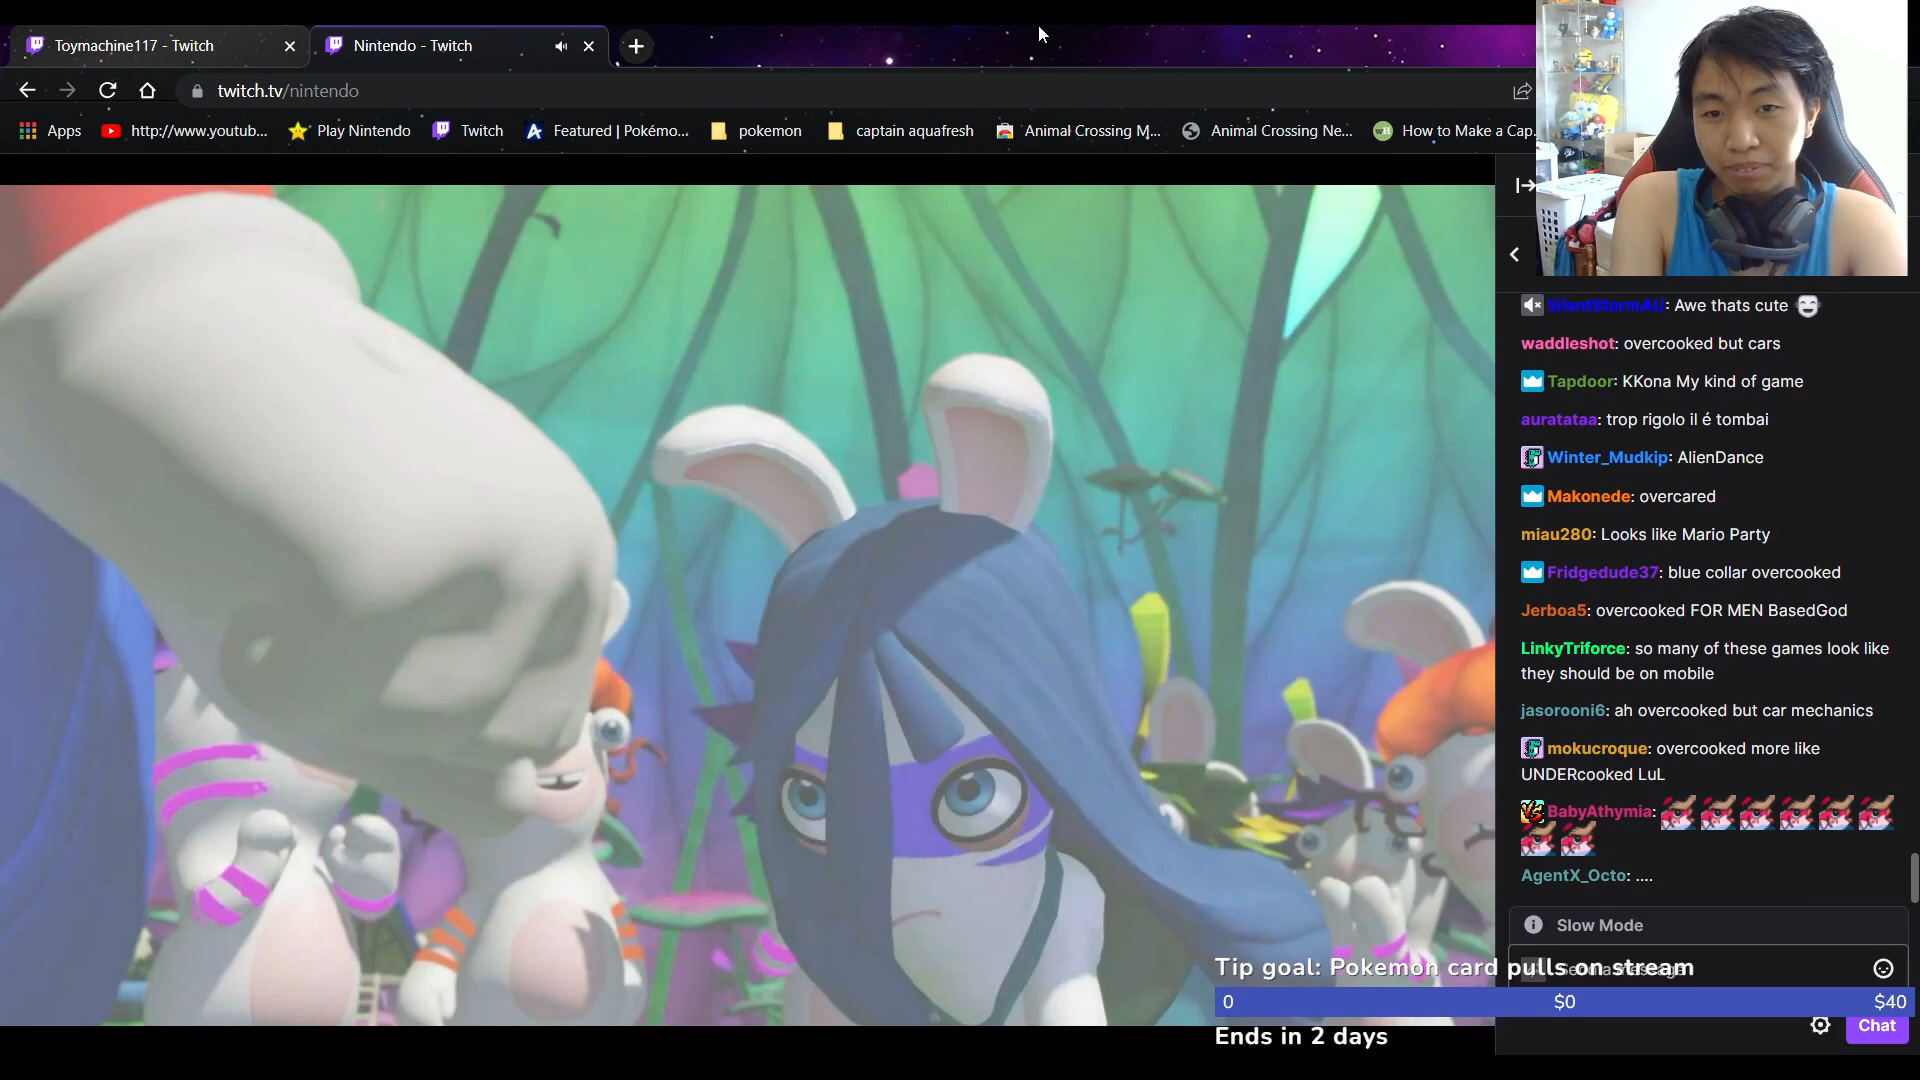 Toymachine117 - Twitch
Nintendo - Twitch
twitch.tv/nintendo
Apps
http://www.youtub...
Play Nintendo
Twitch
Featured | Pokémo...
pokemon
captain aquafresh
Animal Crossing M...
Animal Crossing Ne...
How to Make a Cap...
SilentStormAU: Awe thats cute
waddleshot: overcooked but cars
Tapdoor: KKona My kind of game
auratataa: trop rigolo il é tombai
Winter_Mudkip: AlienDance
Makonede: overcared
miau280: Looks like Mario Party
Fridgedude37: blue collar overcooked
Jerboa5: overcooked FOR MEN BasedGod
LinkyTriforce: so many of these games look like
they should be on mobile
jasorooni6: ah overcooked but car mechanics
mokucroque: overcooked more like
UNDERcooked LuL
VS BabyAthymia:
AgentX_Octo: ....
Slow Mode
Tip goal: Pokemon card pulls on stream
0 $0 $40
Ends in 2 days
Chat